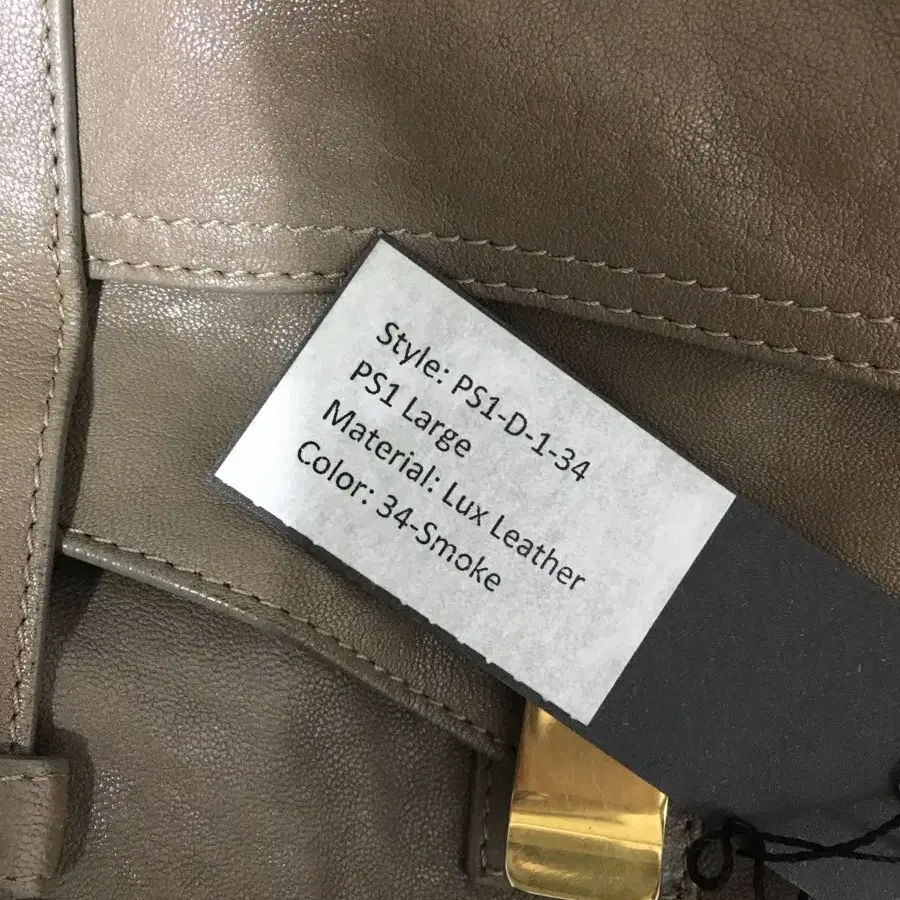 Style: PS1-D-1-34
PS1 Large
Material: Lux Leather
Color: 34-Smoke